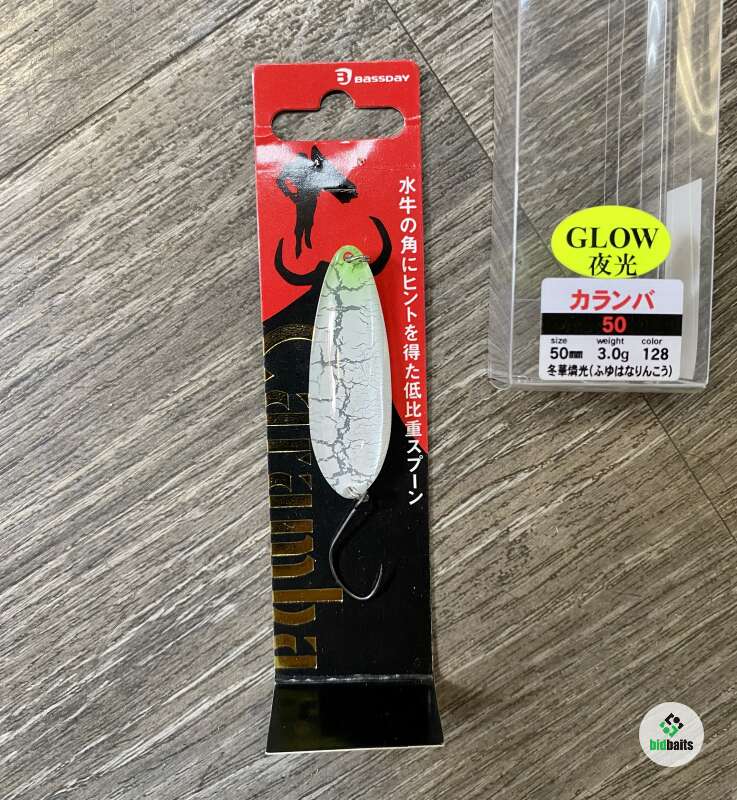 BASSDAY
水牛の角にヒントを得た低比重スプーン
Caramba
GLOW
夜光
カランバ
50
size weight color
50mm 3.0g 128
冬華燐光(ふゆはなりんこう)
bidbaits